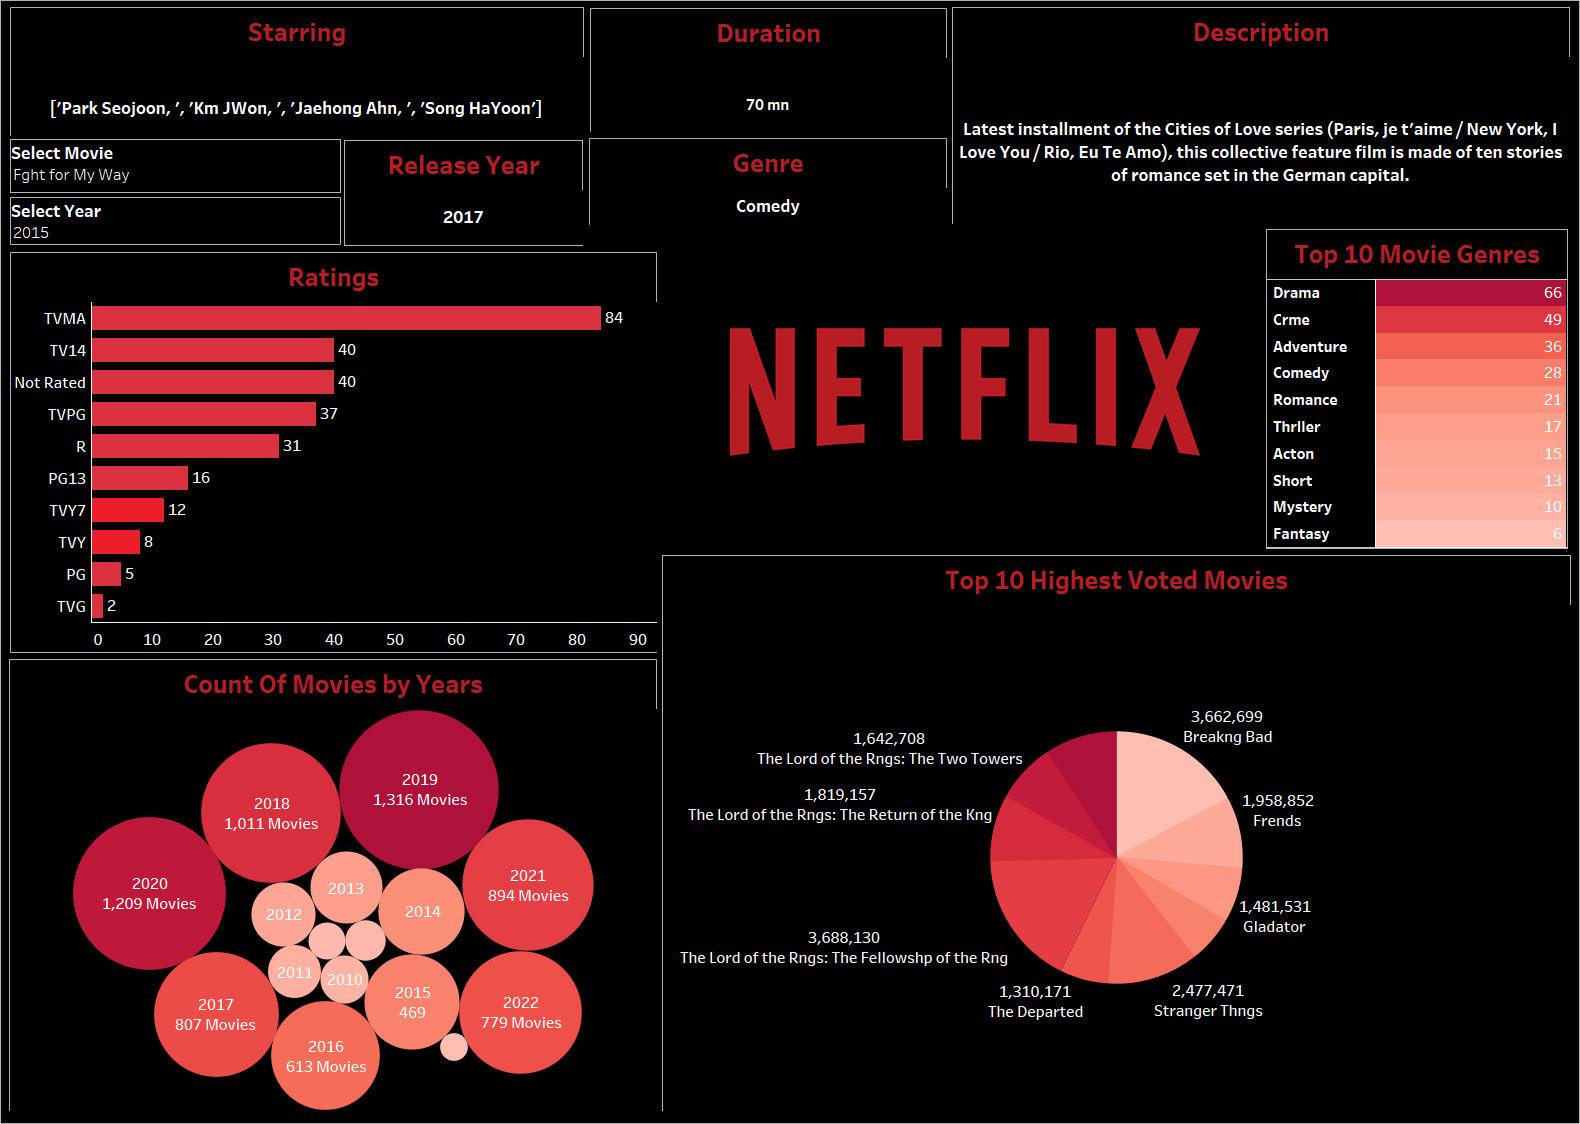 Starring
['Park Seojoon, ', 'Km JWon, ', 'Jaehong Ahn, ', 'Song HaYoon']
Duration
70 mn
Description
Latest installment of the Cities of Love series (Paris, je t'aime / New York, I
Love You / Rio, Eu Te Amo), this collective feature film is made of ten stories
of romance set in the German capital.
Select Movie
Fght for My Way
Select Year
2015
Release Year
2017
Genre
Comedy
Ratings
TVMA 84
TV14 40
Not Rated 40
TVPG 37
R 31
PG13 16
TVY7 12
TVY 8
PG 5
TVG 2
0 10 20 30 40 50 60 70 80 90
NETFLIX
Top 10 Movie Genres
Drama 66
Crme 49
Adventure 36
Comedy 28
Romance 21
Thrller 17
Acton 15
Short 13
Mystery 10
Fantasy 6
Count Of Movies by Years
2019
1,316 Movies
2018
1,011 Movies
2020
1,209 Movies
2021
894 Movies
2013
2012
2014
2011
2010
2017
807 Movies
2015
469
2022
779 Movies
2016
613 Movies
Top 10 Highest Voted Movies
3,662,699
Breakng Bad
1,642,708
The Lord of the Rngs: The Two Towers
1,819,157
The Lord of the Rngs: The Return of the Kng
1,958,852
Frends
1,481,531
Gladator
3,688,130
The Lord of the Rngs: The Fellowshp of the Rng
1,310,171
The Departed
2,477,471
Stranger Thngs